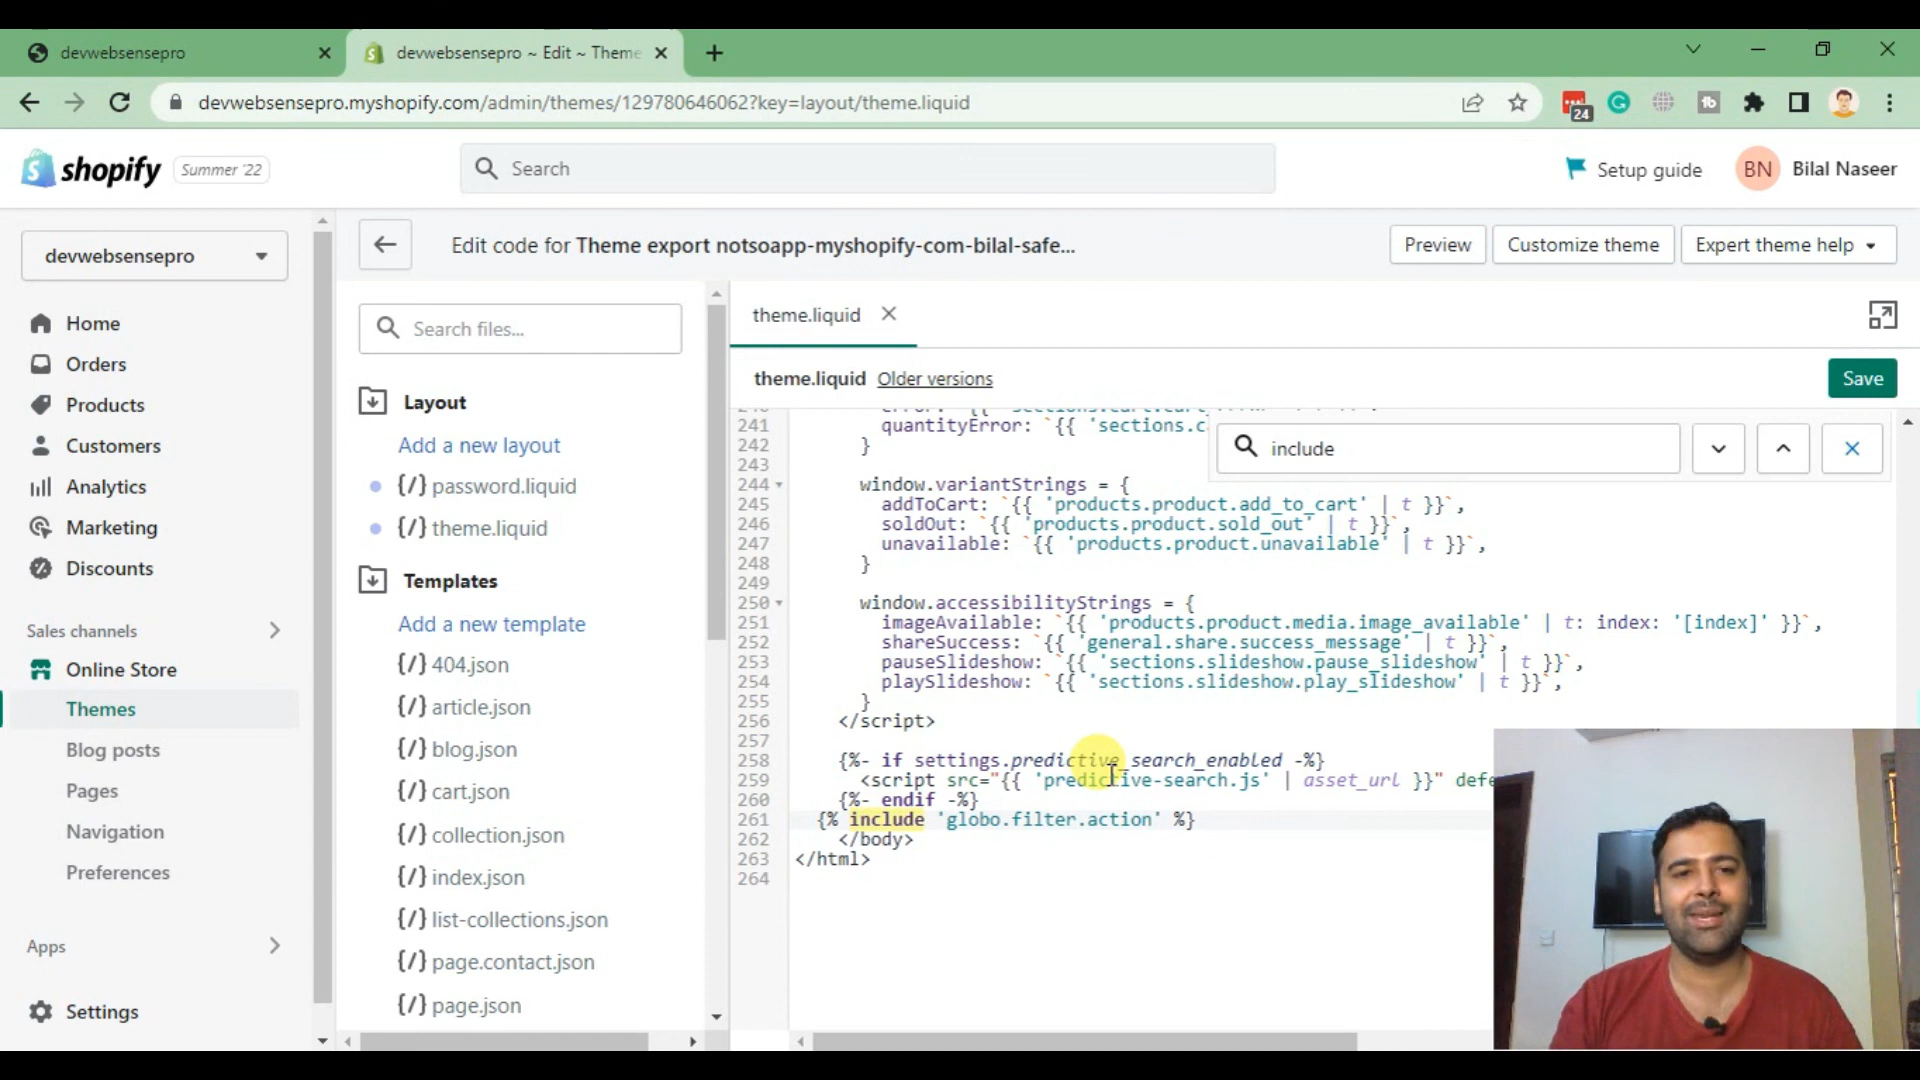 devwebsensepro
devwebsensepro ~ Edit ~ Theme
devwebsensepro.myshopify.com/admin/themes/129780646062?key=layout/theme.liquid
24
shopify
Summer '22
Search
Setup guide
BN
Bilal Naseer
devwebsensepro
Edit code for Theme export notsoapp-myshopify-com-bilal-safe...
Preview
Customize theme
Expert theme help
Home
Orders
Products
Customers
Analytics
Marketing
Discounts
Sales channels
Online Store
Themes
Blog posts
Pages
Navigation
Preferences
Apps
Settings
Search files...
Layout
Add a new layout
{/} password.liquid
{/} theme.liquid
Templates
Add a new template
{/} 404.json
{/} article.json
{/} blog.json
{/} cart.json
{/} collection.json
{/} index.json
{/} list-collections.json
{/} page.contact.json
{/} page.json
theme.liquid
theme.liquid Older versions
Save
include
241 quantityError: `{{ 'sections.c
242 }
243
244 window.variantStrings = {
245 addToCart: `{{ 'products.product.add_to_cart' | t }}`,
246 soldOut: `{{ 'products.product.sold_out' | t }}`,
247 unavailable: `{{ 'products.product.unavailable' | t }}`,
248 }
249
250 window.accessibilityStrings = {
251 imageAvailable: `{{ 'products.product.media.image_available' | t: index: '[index]' }}`,
252 shareSuccess: `{{ 'general.share.success_message' | t }}`,
253 pauseSlideshow: `{{ 'sections.slideshow.pause_slideshow' | t }}`,
254 playSlideshow: `{{ 'sections.slideshow.play_slideshow' | t }}`,
255 }
256 </script>
257
258 {%- if settings.predictive_search_enabled -%}
259 <script src="{{ 'predictive-search.js' | asset_url }}" defe
260 {%- endif -%}
261 {% include 'globo.filter.action' %}
262 </body>
263 </html>
264